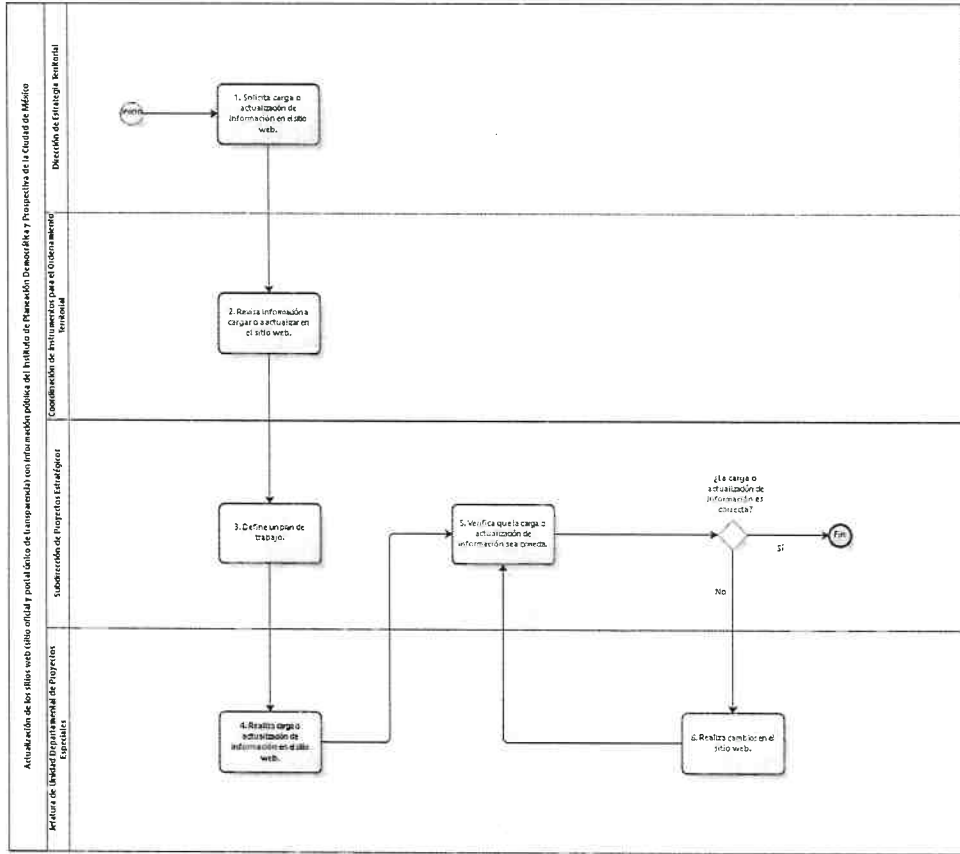 Actualización de los sitios web (sitio oficial y portal único de transparencia) con información pública del Instituto de Planeación Democrática y Prospectiva de la Ciudad de México
Dirección de Estrategia Territorial
Inicio
1. Solicita carga o
actualización de
información en el sitio
web.
Coordinación de Instrumentos para el Ordenamiento
Territorial
2. Revisa información a
cargar o a actualizar en
el sitio web.
Subdirección de Proyectos Estratégicos
3. Define un pan de
trabajo.
5. Verifica que la carga o
actualización de
información sea correcta.
¿La carga o
actualización de
información es
correcta?
Sí
Fin
No
Jefatura de Unidad Departamental de Proyectos
Especiales
4. Realiza carga o
actualización de
información en el sitio
web.
6. Realiza cambios en el
sitio web.